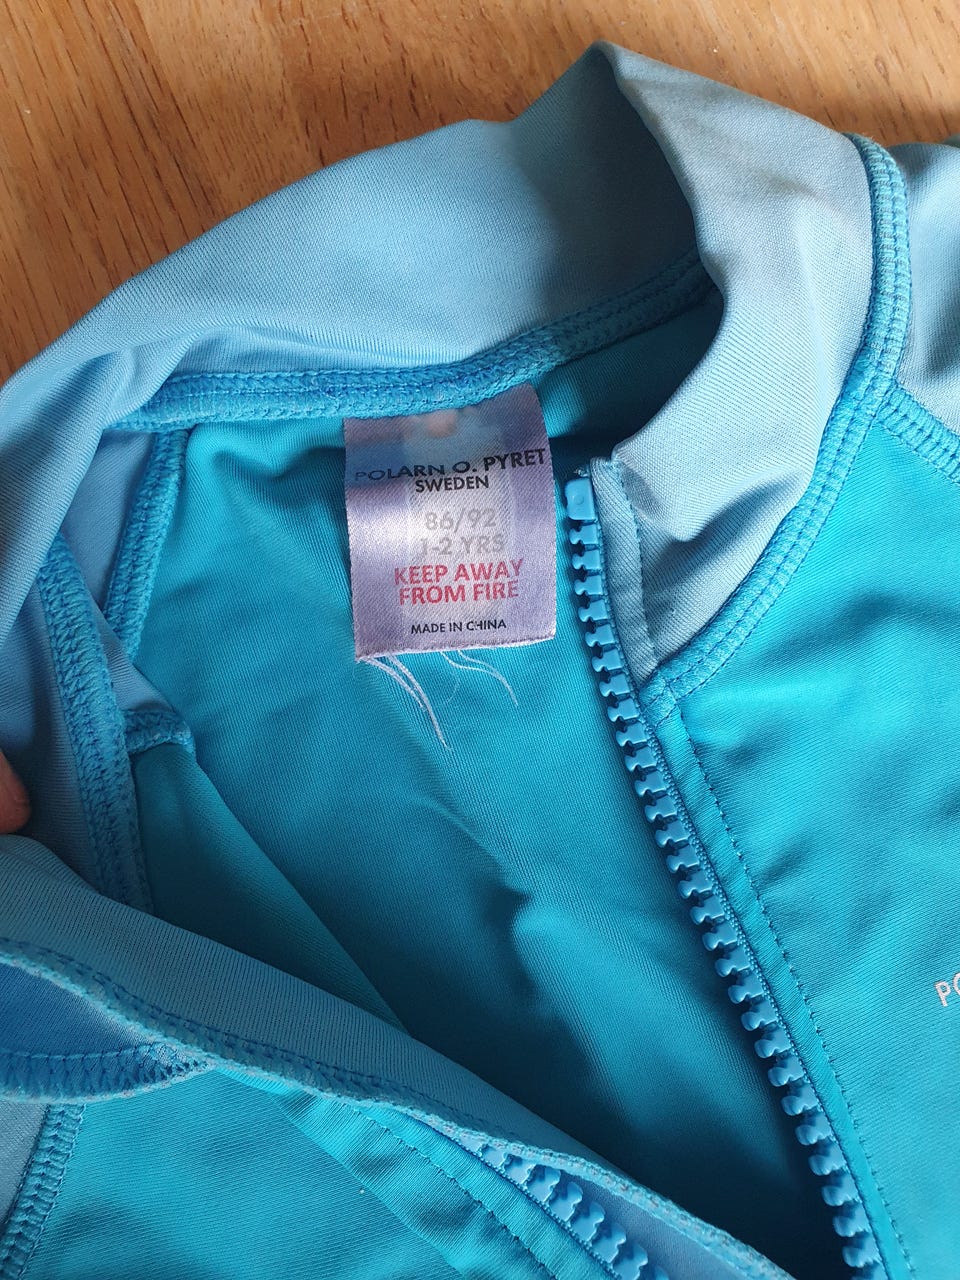 POLARN O. PYRET
SWEDEN
86/92
1-2 YRS
KEEP AWAY
FROM FIRE
MADE IN CHINA